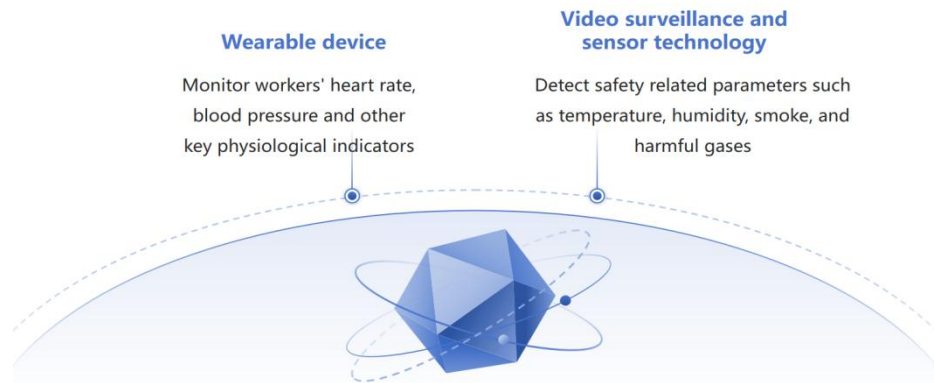 Wearable device
Monitor workers' heart rate,
blood pressure and other
key physiological indicators
Video surveillance and
sensor technology
Detect safety related parameters such
as temperature, humidity, smoke, and
harmful gases